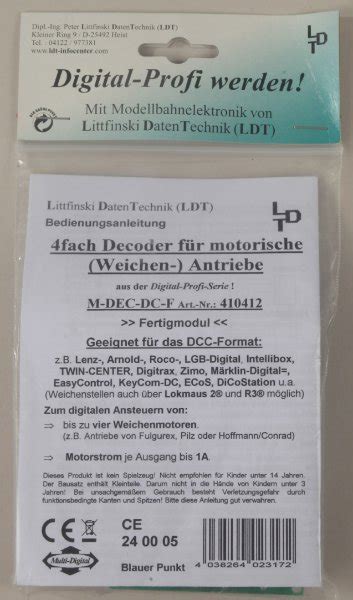 Dipl.-Ing. Peter Littfinski DatenTechnik (LDT)
Kleiner Ring 9 · D-25492 Heist
Tel.: 04122 / 977381
www.ldt-infocenter.com
LDT
Digital-Profi werden!
Mit Modellbahnelektronik von
Littfinski DatenTechnik (LDT)
Littfinski DatenTechnik (LDT)
Bedienungsanleitung
LDT
4fach Decoder für motorische
(Weichen-) Antriebe
aus der Digital-Profi-Serie !
M-DEC-DC-F Art.-Nr.: 410412
>> Fertigmodul <<
Geeignet für das DCC-Format:
z.B. Lenz-, Arnold-, Roco-, LGB-Digital, Intellibox,
TWIN-CENTER, Digitrax, Zimo, Märklin-Digital=,
EasyControl, KeyCom-DC, ECoS, DiCoStation u.a.
(Weichenstellen auch über Lokmaus 2® und R3® möglich)
Zum digitalen Ansteuern von:
⇒ bis zu vier Weichenmotoren.
(z.B. Antriebe von Fulgurex, Pilz oder Hoffmann/Conrad)
⇒ Motorstrom je Ausgang bis 1A.
Dieses Produkt ist kein Spielzeug! Nicht empfohlen für Kinder unter 14 Jahren.
Der Bausatz enthält Kleinteile. Darum nicht in die Hände von Kindern unter 3
Jahren! Bei unsachgemäßem Gebrauch besteht Verletzungsgefahr durch
funktionsbedingte Kanten und Spitzen! Bitte diese Anleitung gut verwahren.
CE
CE
24 00 05
Multi-Digital
Blauer Punkt
4 038264 023172